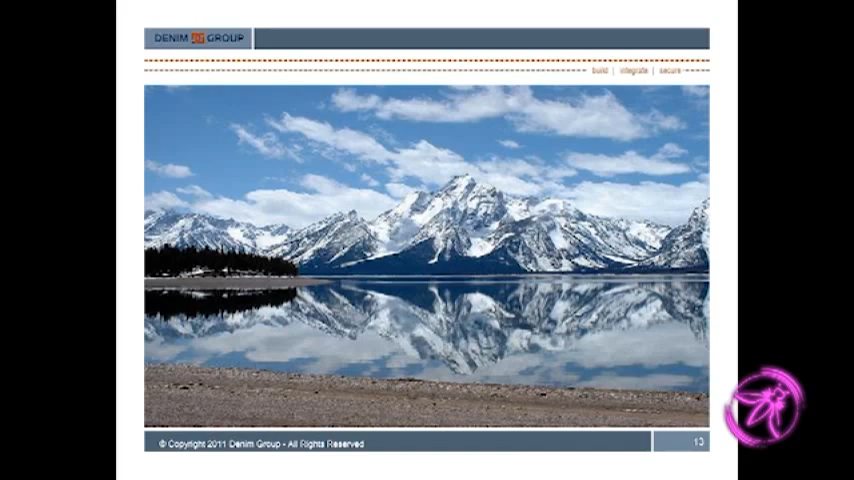 DENIM GROUP
build | integrate | secure
© Copyright 2011 Denim Group - All Rights Reserved
13